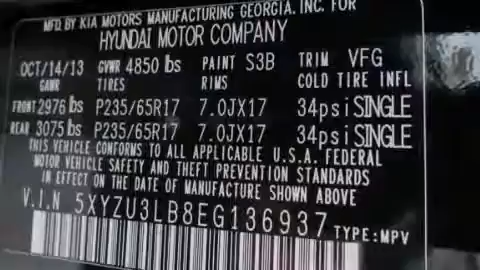 MFD.BY KIA MOTORS MANUFACTURING GEORGIA.INC. FOR
HYUNDAI MOTOR COMPANY
OCT/14/13 GVWR 4850 lbs PAINT S3B TRIM VFG
GAWR TIRES RIMS COLD TIRE INFL
FRONT 2976 lbs P235/65R17 7.0JX17 34psi SINGLE
REAR 3075 lbs P235/65R17 7.0JX17 34psi SINGLE
THIS VEHICLE CONFORMS TO ALL APPLICABLE U.S.A. FEDERAL
MOTOR VEHICLE SAFETY AND THEFT PREVENTION STANDARDS
IN EFFECT ON THE DATE OF MANUFACTURE SHOWN ABOVE
V.I.N 5XYZU3LB8EG136937 TYPE:MPV